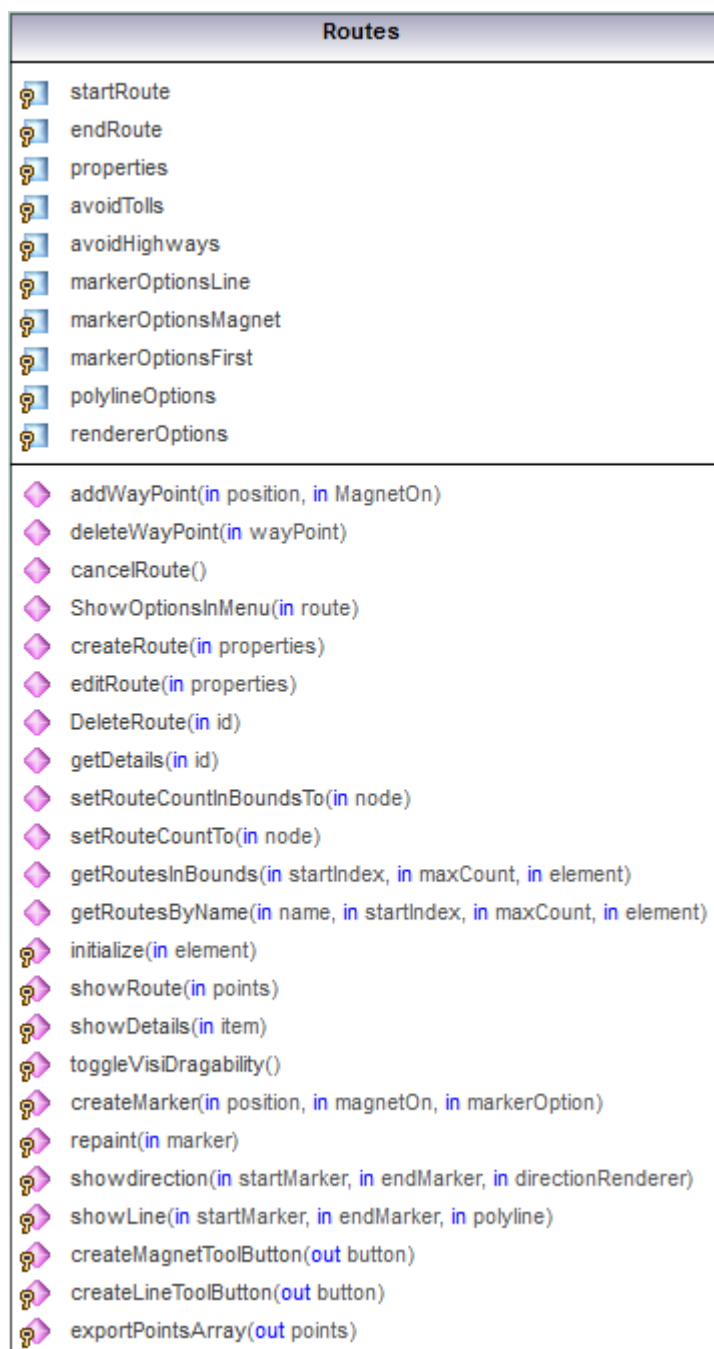 Routes
startRoute
endRoute
properties
avoidTolls
avoidHighways
markerOptionsLine
markerOptionsMagnet
markerOptionsFirst
polylineOptions
rendererOptions
addWayPoint(in position, in MagnetOn)
deleteWayPoint(in wayPoint)
cancelRoute()
ShowOptionsInMenu(in route)
createRoute(in properties)
editRoute(in properties)
DeleteRoute(in id)
getDetails(in id)
setRouteCountInBoundsTo(in node)
setRouteCountTo(in node)
getRoutesInBounds(in startIndex, in maxCount, in element)
getRoutesByName(in name, in startIndex, in maxCount, in element)
initialize(in element)
showRoute(in points)
showDetails(in item)
toggleVisiDragability()
createMarker(in position, in magnetOn, in markerOption)
repaint(in marker)
showdirection(in startMarker, in endMarker, in directionRenderer)
showLine(in startMarker, in endMarker, in polyline)
createMagnetToolButton(out button)
createLineToolButton(out button)
exportPointsArray(out points)